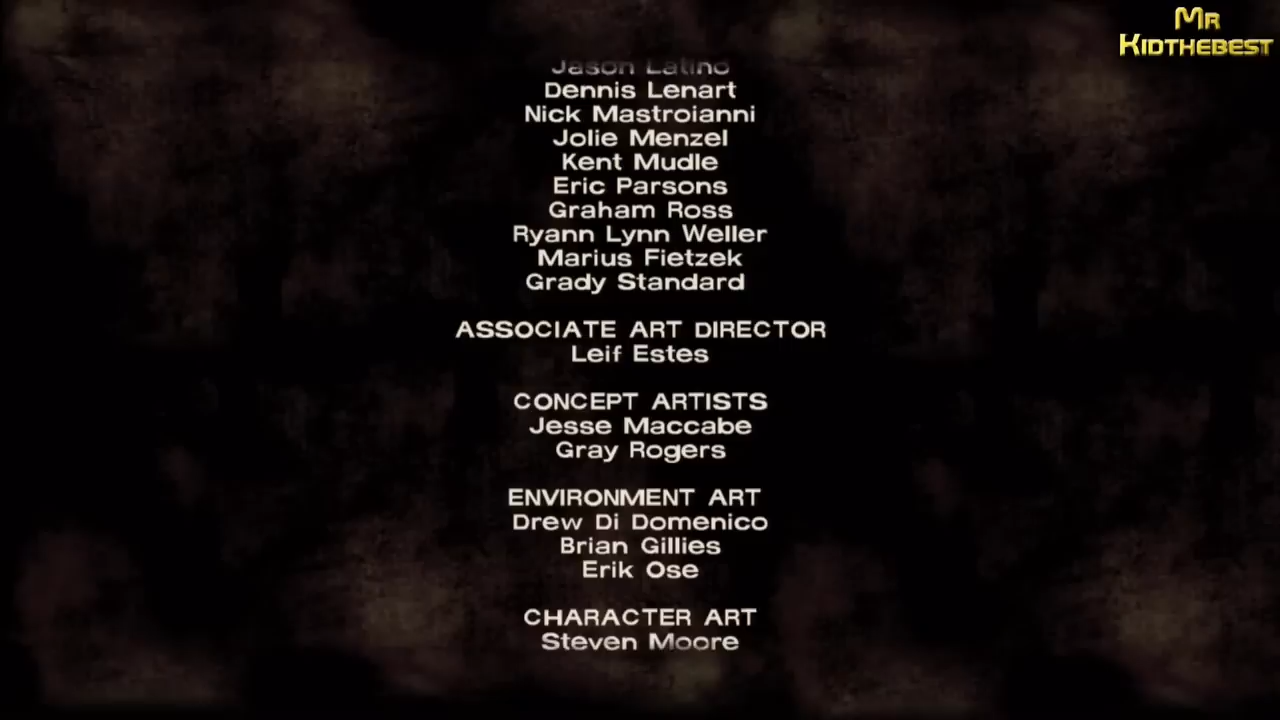 Mr
Kidthebest
Jason Latino
Dennis Lenart
Nick Mastroianni
Jolie Menzel
Kent Mudle
Eric Parsons
Graham Ross
Ryann Lynn Weller
Marius Fietzek
Grady Standard
ASSOCIATE ART DIRECTOR
Leif Estes
CONCEPT ARTISTS
Jesse Maccabe
Gray Rogers
ENVIRONMENT ART
Drew Di Domenico
Brian Gillies
Erik Ose
CHARACTER ART
Steven Moore